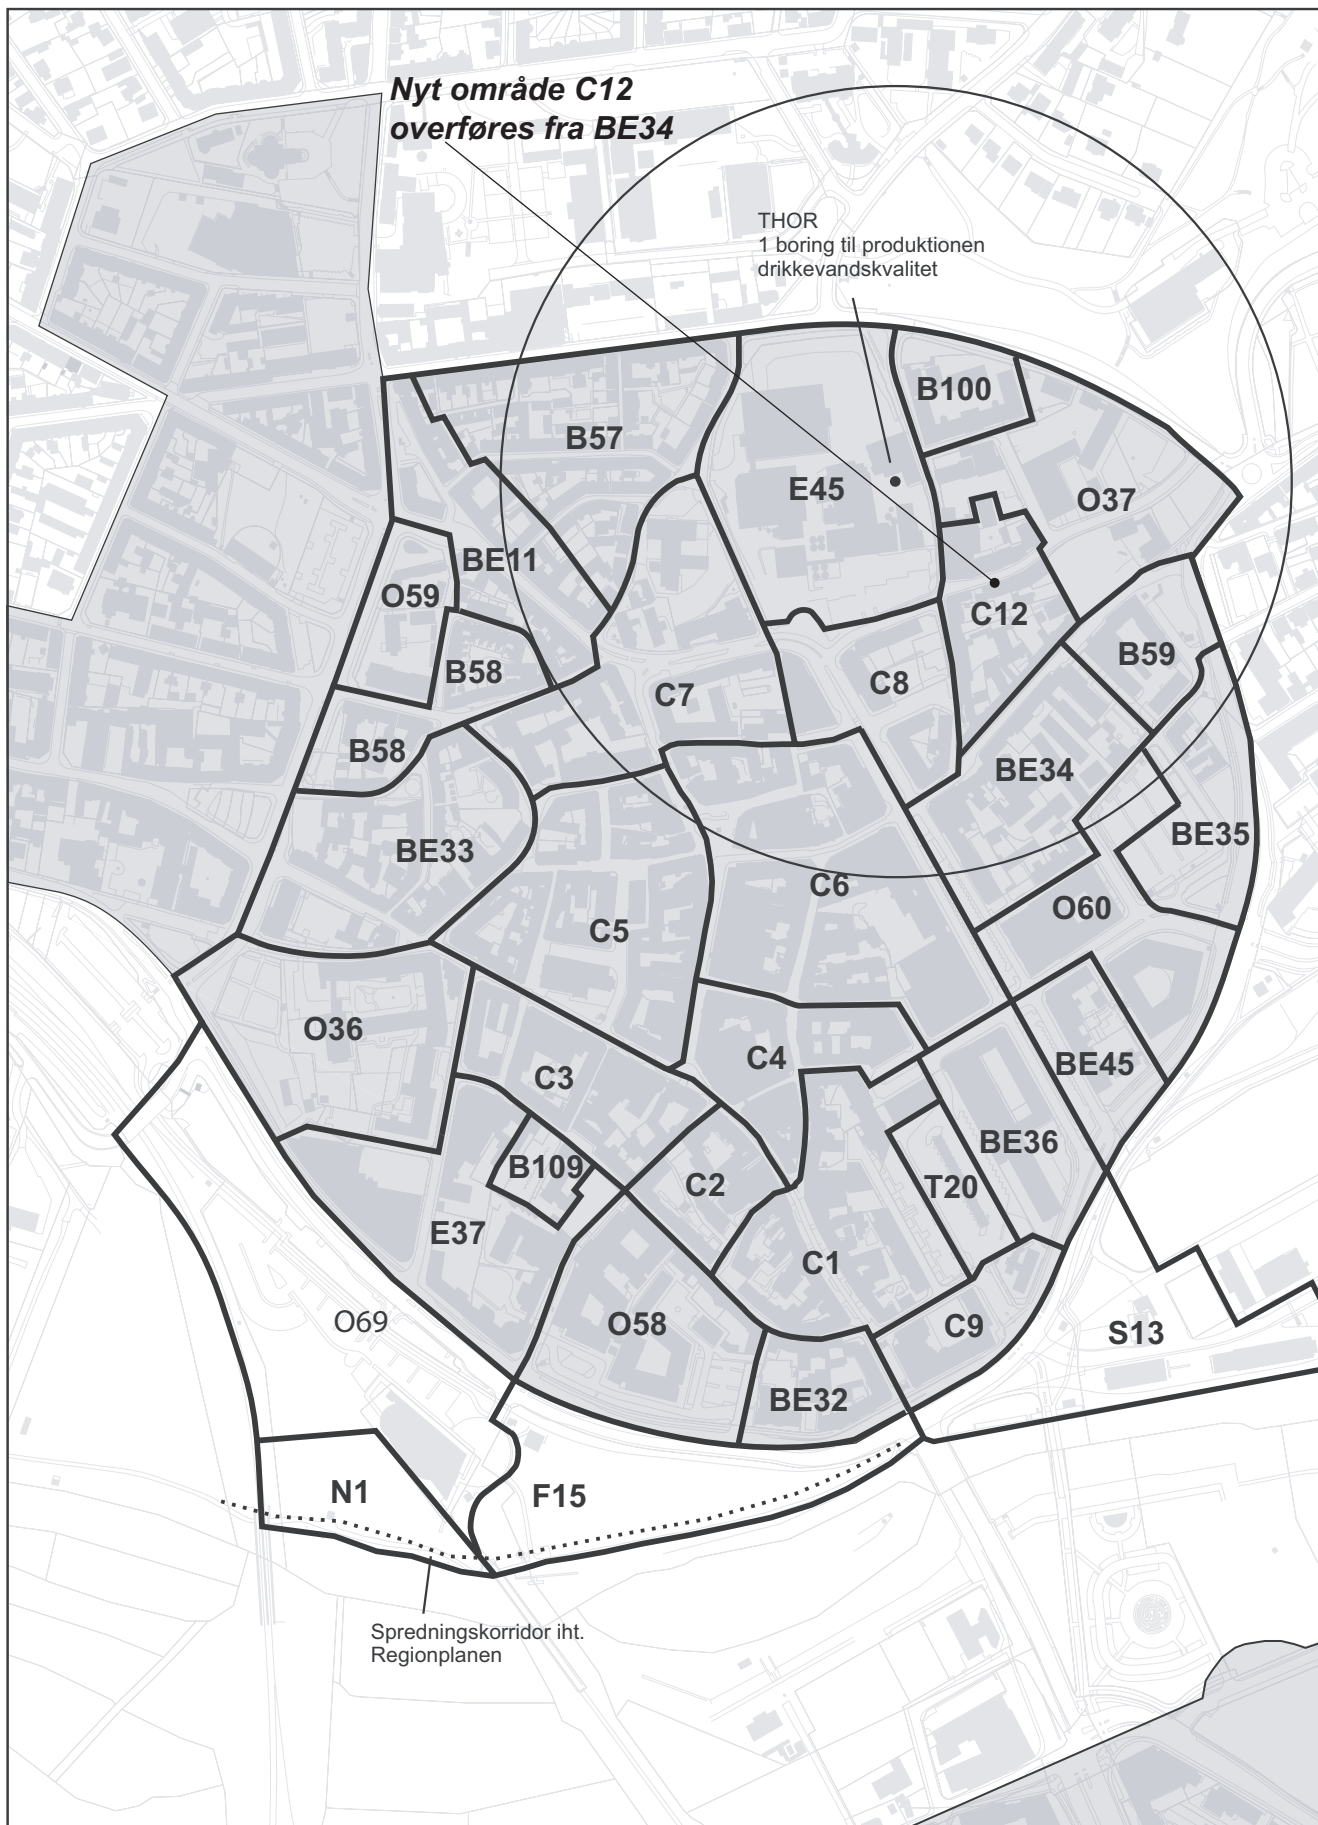 Nyt område C12
overføres fra BE34
THOR
1 boring til produktionen
drikkevandskvalitet
B100
B57
E45
O37
BE11
O59
C12
B58
B59
C7
C8
B58
BE34
BE33
BE35
C6
O60
C5
O36
C4
BE45
C3
BE36
B109
C2
T20
E37
C1
O69
O58
C9
S13
BE32
N1
F15
Spredningskorridor iht.
Regionplanen